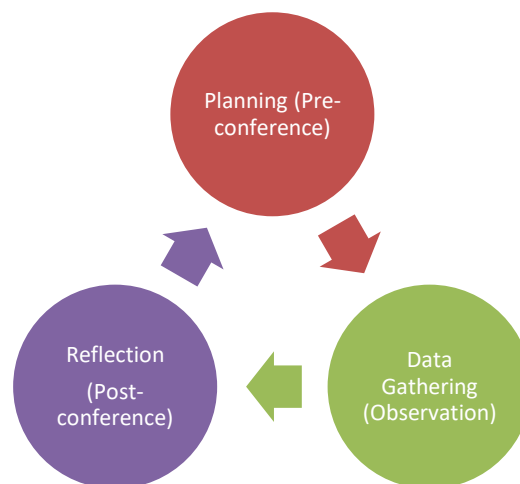 Planning (Pre-
conference)
Data
Gathering
(Observation)
Reflection
(Post-
conference)